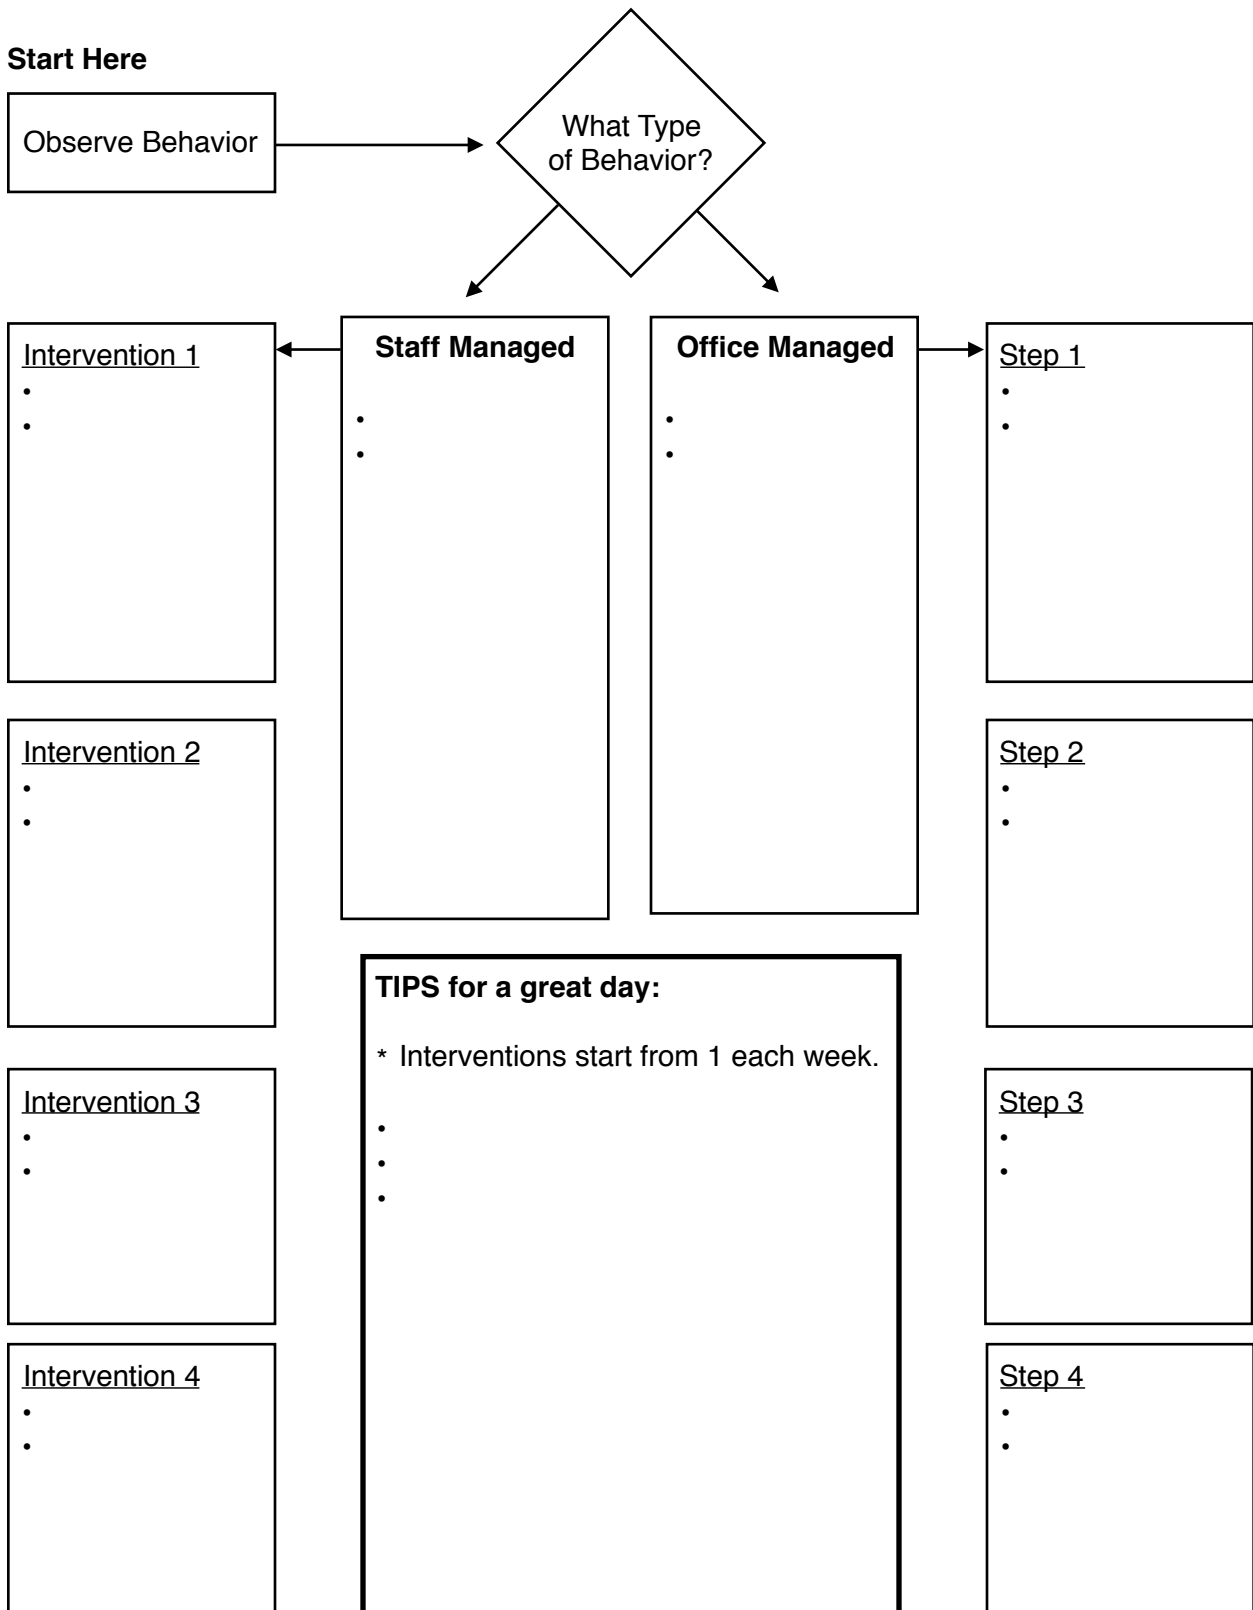 Start Here
Observe Behavior
What Type
of Behavior?
Intervention 1
•
•
Staff Managed
•
•
Office Managed
•
•
Step 1
•
•
Intervention 2
•
•
Step 2
•
•
TIPS for a great day:
* Interventions start from 1 each week.
•
•
•
Intervention 3
•
•
Step 3
•
•
Intervention 4
•
•
Step 4
•
•